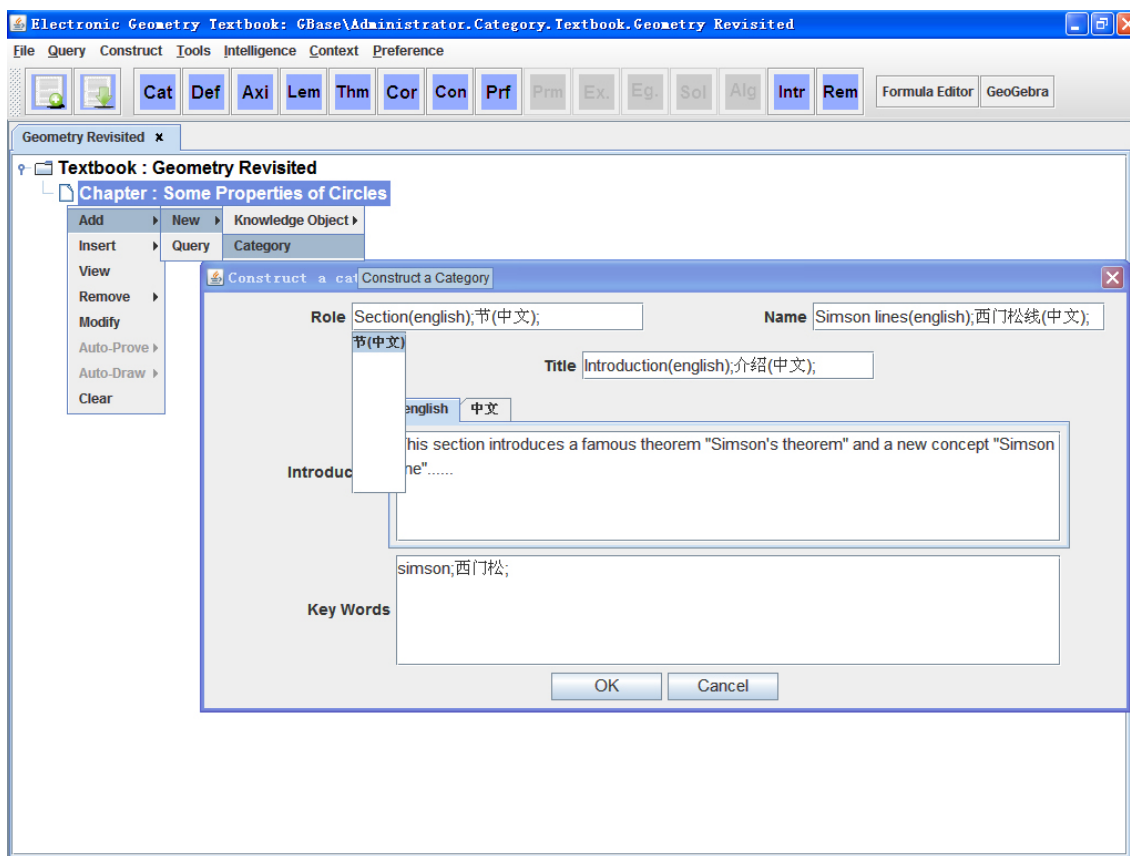 Electronic Geometry Textbook: GBase\Administrator.Category.Textbook.Geometry Revisited
File Query Construct Tools Intelligence Context Preference
Cat Def Axi Lem Thm Cor Con Prf Prm Ex. Eg. Sol Alg Intr Rem Formula Editor GeoGebra
Geometry Revisited x
Textbook : Geometry Revisited
Chapter : Some Properties of Circles
Add New Knowledge Object
Insert Query Category
View
Remove
Modify
Auto-Prove
Auto-Draw
Clear
Construct a cat Construct a Category
Role Section(english);节(中文); Name Simson lines(english);西门松线(中文);
节(中文)
Title Introduction(english);介绍(中文);
english 中文
This section introduces a famous theorem "Simson's theorem" and a new concept "Simson
Introduc ne"......
simson;西门松;
Key Words
OK Cancel